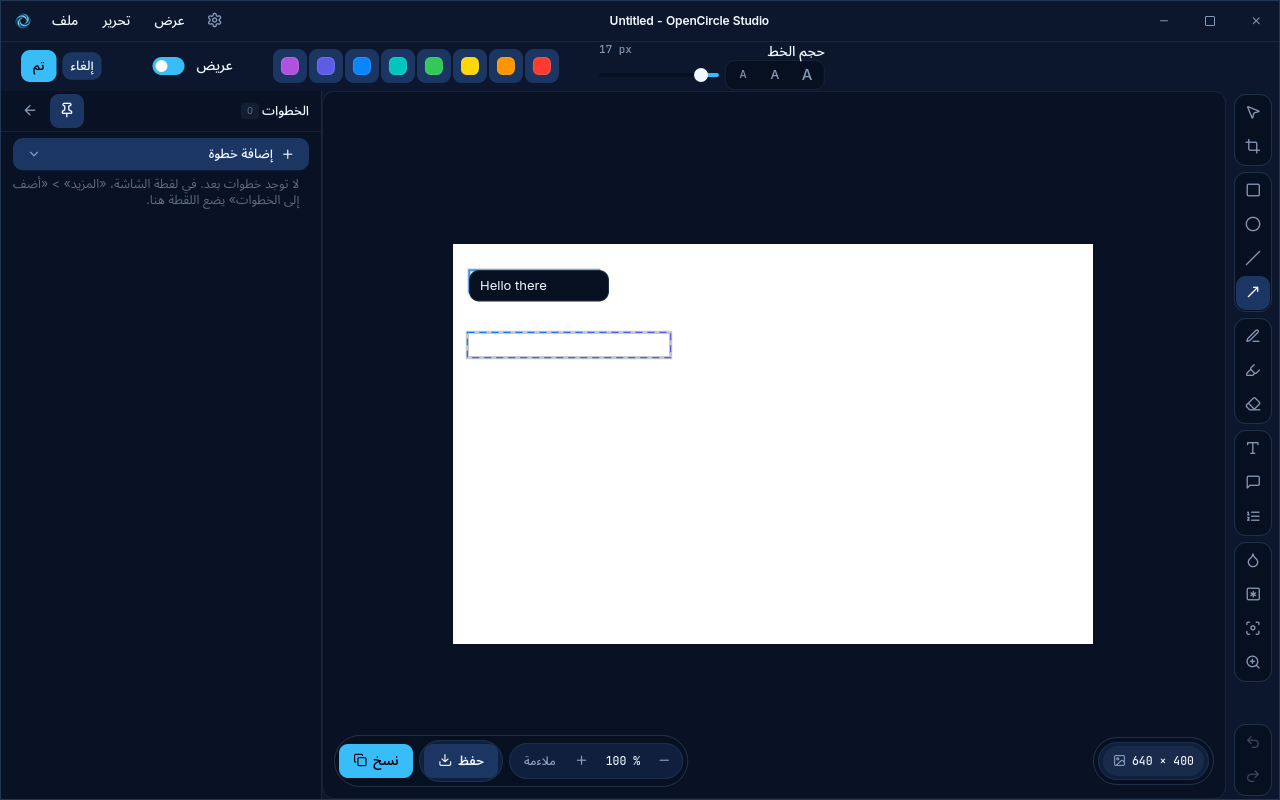 Untitled - OpenCircle Studio
عرض
تحرير
ملف
حجم الخط
17 px
A A A
عريض
إلغاء
تم
الخطوات
0
إضافة خطوة
لا توجد خطوات بعد. في لقطة الشاشة، «المزيد» > «أضف
إلى الخطوات» يضع اللقطة هنا.
Hello there
نسخ
حفظ
ملاءمة
100 %
640 × 400